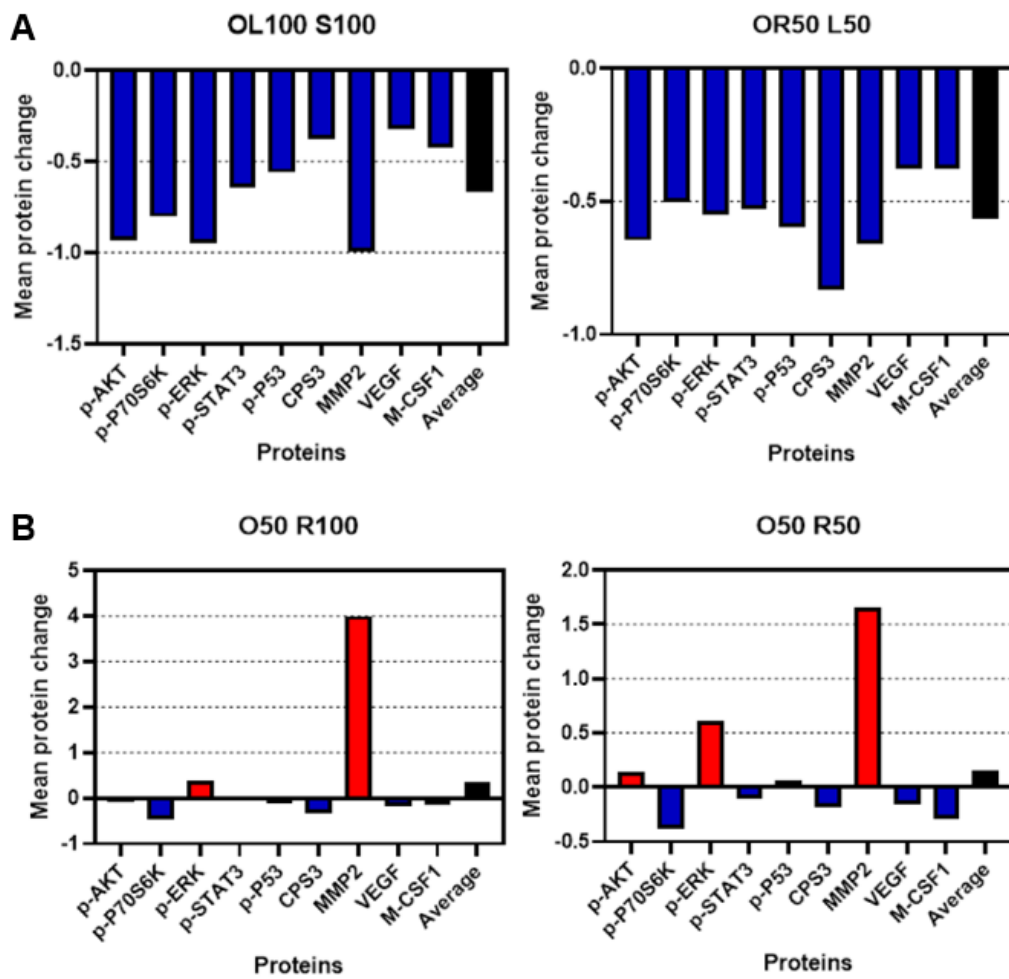 A
OL100 S100
Mean protein change
0.0
-0.5
-1.0
-1.5
p-AKT
p-P70S6K
p-ERK
p-STAT3
p-P53
CPS3
MMP2
VEGF
M-CSF1
Average
Proteins
OR50 L50
Mean protein change
0.0
-0.5
-1.0
p-AKT
p-P70S6K
p-ERK
p-STAT3
p-P53
CPS3
MMP2
VEGF
M-CSF1
Average
Proteins
B
O50 R100
Mean protein change
5
4
3
2
1
0
-1
p-AKT
p-P70S6K
p-ERK
p-STAT3
p-P53
CPS3
MMP2
VEGF
M-CSF1
Average
Proteins
O50 R50
Mean protein change
2.0
1.5
1.0
0.5
0.0
-0.5
p-AKT
p-P70S6K
p-ERK
p-STAT3
p-P53
CPS3
MMP2
VEGF
M-CSF1
Average
Proteins